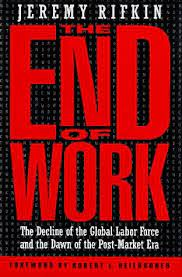 JEREMY RIFKIN
THE
END
OF
WORK
The Decline of the Global Labor Force
and the Dawn of the Post-Market Era
FOREWORD BY ROBERT L. HEILBRONER